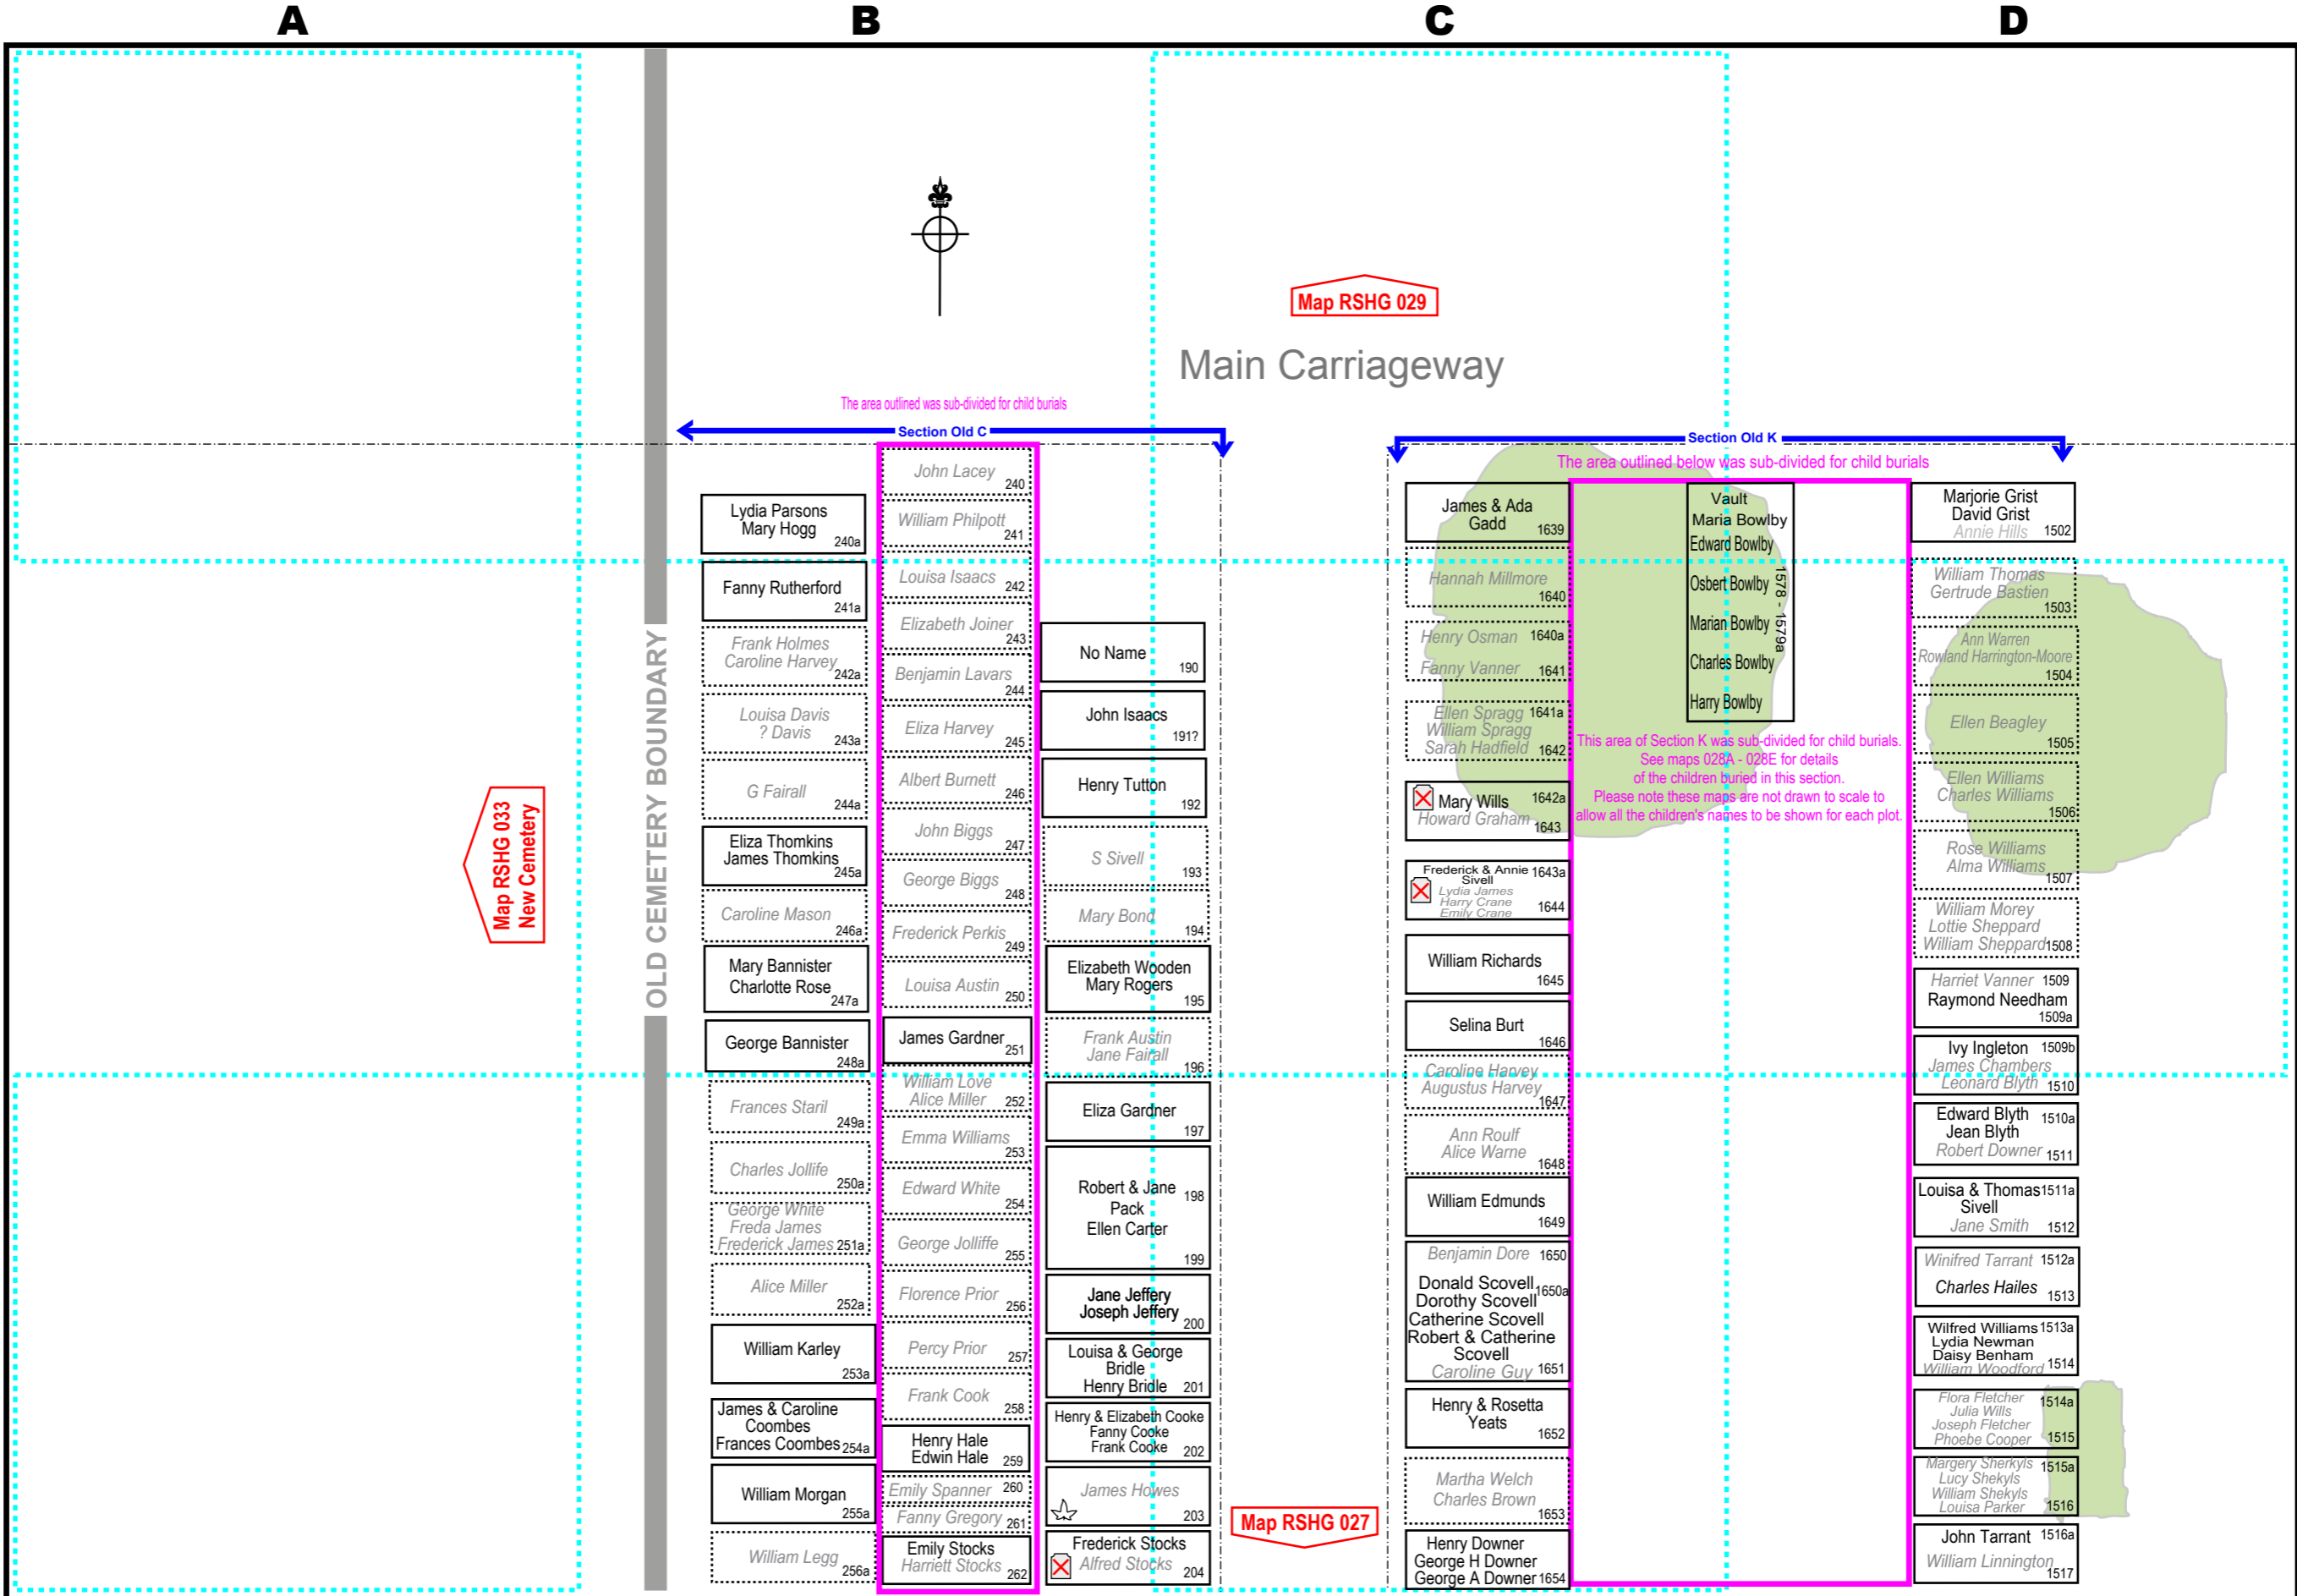 A
B
C
D
Map RSHG 029
Main Carriageway
The area outlined was sub-divided for child burials
Section Old C
Section Old K
The area outlined below was sub-divided for child burials
OLD CEMETERY BOUNDARY
Map RSHG 033
New Cemetery
Lydia Parsons
Mary Hogg
240a
Fanny Rutherford
241a
Frank Holmes
Caroline Harvey
242a
Louisa Davis
? Davis
243a
G Fairall
244a
Eliza Thomkins
James Thomkins
245a
Caroline Mason
246a
Mary Bannister
Charlotte Rose
247a
George Bannister
248a
Frances Staril
249a
Charles Jollife
250a
George White
Freda James
Frederick James 251a
Alice Miller
252a
William Karley
253a
James & Caroline
Coombes
Frances Coombes 254a
William Morgan
255a
William Legg
256a
John Lacey
240
William Philpott
241
Louisa Isaacs
242
Elizabeth Joiner
243
Benjamin Lavars
244
Eliza Harvey
245
Albert Burnett
246
John Biggs
247
George Biggs
248
Frederick Perkis
249
Louisa Austin
250
James Gardner
251
William Love
Alice Miller 252
Emma Williams
253
Edward White
254
George Jolliffe
255
Florence Prior
256
Percy Prior
257
Frank Cook
258
Henry Hale
Edwin Hale 259
Emily Spanner 260
Fanny Gregory 261
Emily Stocks
Harriett Stocks 262
No Name
190
John Isaacs
191?
Henry Tutton
192
S Sivell
193
Mary Bond
194
Elizabeth Wooden
Mary Rogers
195
Frank Austin
Jane Fairall
196
Eliza Gardner
197
Robert & Jane 198
Pack
Ellen Carter
199
Jane Jeffery
Joseph Jeffery
200
Louisa & George
Bridle
Henry Bridle 201
Henry & Elizabeth Cooke
Fanny Cooke
Frank Cooke 202
James Howes
203
Frederick Stocks
Alfred Stocks 204
Map RSHG 027
James & Ada
Gadd
1639
Hannah Millmore
1640
Henry Osman 1640a
Fanny Vanner 1641
Ellen Spragg 1641a
William Spragg
Sarah Hadfield 1642
Mary Wills 1642a
Howard Graham 1643
Frederick & Annie 1643a
Sivell
Lydia James
Harry Crane 1644
Emily Crane
William Richards
1645
Selina Burt
1646
Caroline Harvey
Augustus Harvey
1647
Ann Roulf
Alice Warne
1648
William Edmunds
1649
Benjamin Dore 1650
Donald Scovell 1650a
Dorothy Scovell
Catherine Scovell
Robert & Catherine
Scovell
Caroline Guy 1651
Henry & Rosetta
Yeats
1652
Martha Welch
Charles Brown
1653
Henry Downer
George H Downer
George A Downer 1654
Vault
Maria Bowlby
Edward Bowlby
Osbert Bowlby
Marian Bowlby
Charles Bowlby
Harry Bowlby
1578 - 1579a
This area of Section K was sub-divided for child burials.
See maps 028A - 028E for details
of the children buried in this section.
Please note these maps are not drawn to scale to
allow all the children's names to be shown for each plot.
Marjorie Grist
David Grist
Annie Hills 1502
William Thomas
Gertrude Bastien
1503
Ann Warren
Rowland Harrington-Moore
1504
Ellen Beagley
1505
Ellen Williams
Charles Williams
1506
Rose Williams
Alma Williams
1507
William Morey
Lottie Sheppard
William Sheppard 1508
Harriet Vanner 1509
Raymond Needham
1509a
Ivy Ingleton 1509b
James Chambers
Leonard Blyth 1510
Edward Blyth 1510a
Jean Blyth
Robert Downer 1511
Louisa & Thomas 1511a
Sivell
Jane Smith 1512
Winifred Tarrant 1512a
Charles Hailes
1513
Wilfred Williams 1513a
Lydia Newman
Daisy Benham
William Woodford 1514
Flora Fletcher 1514a
Julia Wills
Joseph Fletcher
Phoebe Cooper 1515
Margery Sherkyls 1515a
Lucy Shekyls
William Shekyls
Louisa Parker 1516
John Tarrant 1516a
William Linnington
1517